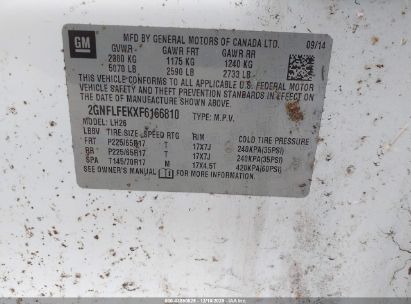 GM
MFD BY GENERAL MOTORS OF CANADA LTD. 09/14
GVWR GAWR FRT GAWR RR
2300 KG 1175 KG 1240 KG
5070 LB 2590 LB 2733 LB
THIS VEHICLE CONFORMS TO ALL APPLICABLE U.S. FEDERAL MOTOR
VEHICLE SAFETY AND THEFT PREVENTION STANDARDS IN EFFECT
ON THE DATE OF MANUFACTURE SHOWN ABOVE.
2GNFLFEKXF6166810 TYPE: M.P.V.
MODEL: LH26
TIRE SIZE SPEED RTG RIM COLD TIRE PRESSURE
FRT P225/65R17 T 17X7J 240KPA(35PSI)
RR P225/65R17 T 17X7J 240KPA(35PSI)
SPA T145/70R17 M 17X4.5T 420KPA(60PSI)
SEE OWNER'S MANUAL FOR MORE INFORMATION